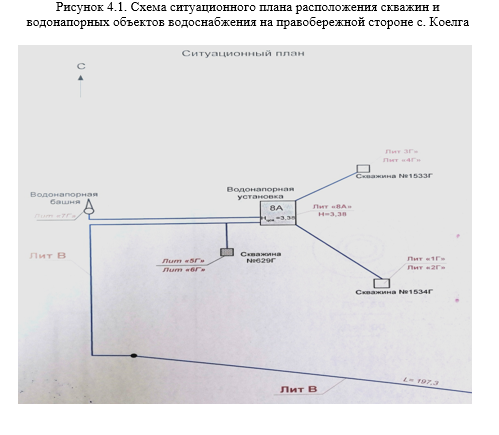 Рисунок 4.1. Схема ситуационного плана расположения скважин и
водонапорных объектов водоснабжения на правобережной стороне с. Коелга
Ситуационный план
С
Лит 3Г»
Лит «4Г»
Скважина №1533Г
Водонапорная
башня
Лит «7Г»
Водонапорная
установка
8А
=3,38
Лит «8А»
Н=3,38
Лит В
Лит «5Г»
Лит «6Г»
Скважина
№629Г
Лит «1Г»
Лит «2Г»
Скважина №1534Г
Лит В
L= 197,3